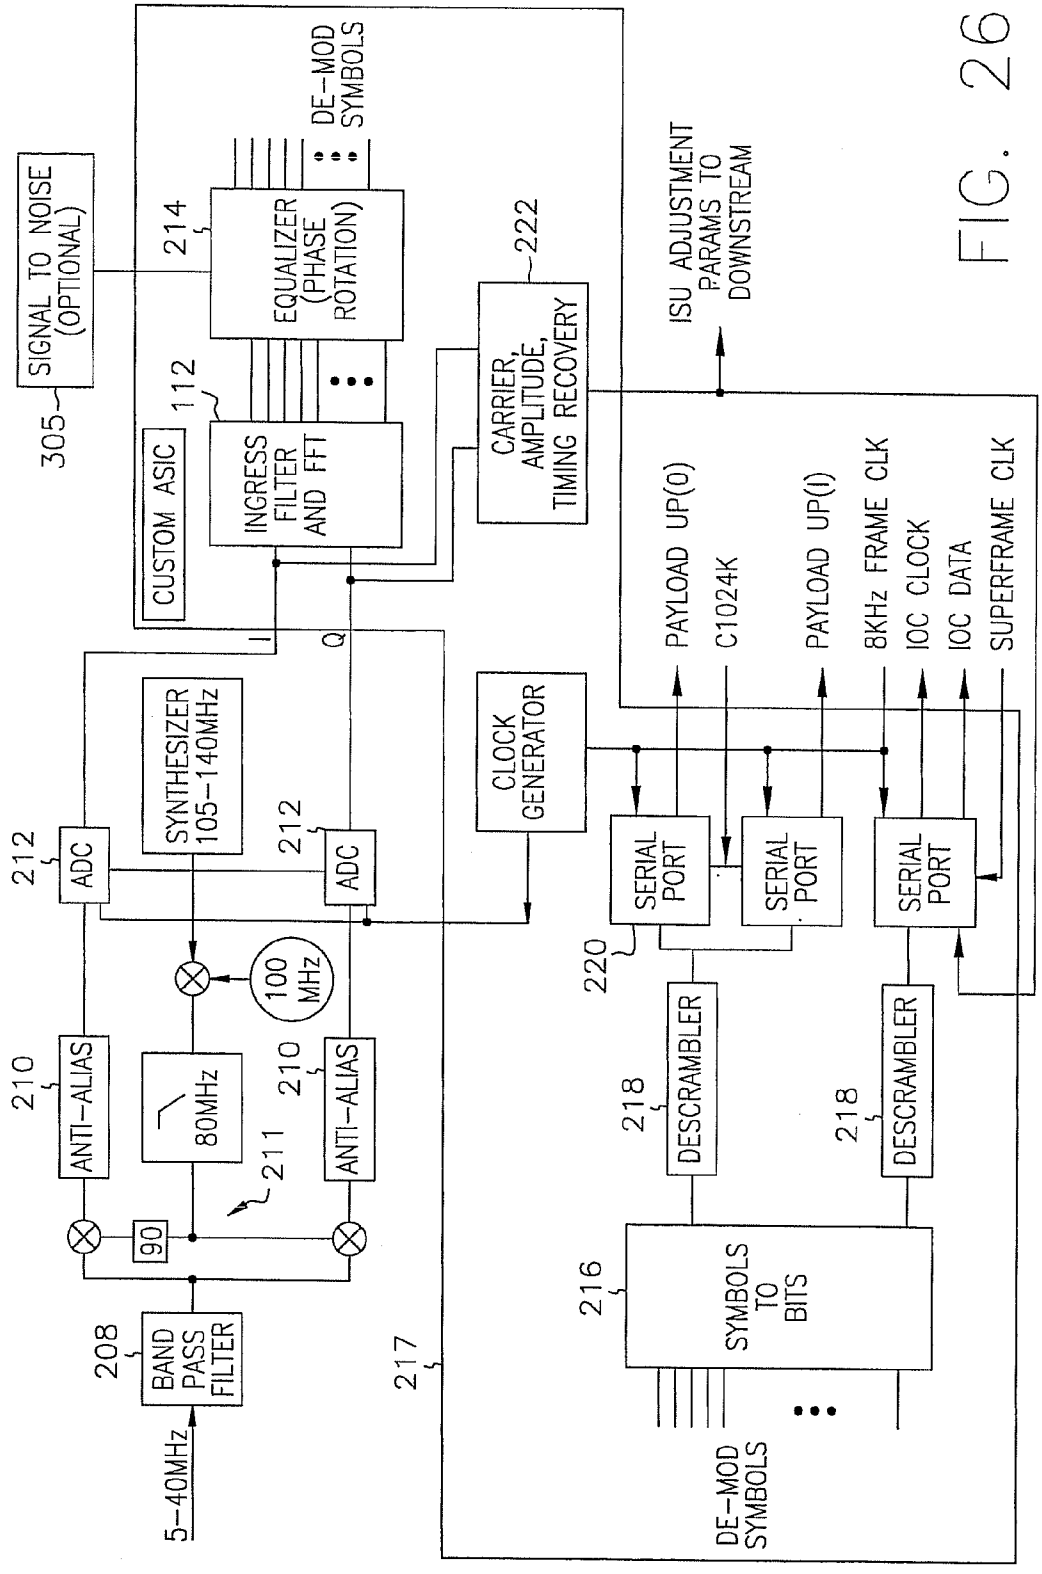 SIGNAL TO NOISE
(OPTIONAL)
305
CUSTOM ASIC
5-40MHz
208
BAND
PASS
FILTER
90
211
210
ANTI-ALIAS
80MHz
210
ANTI-ALIAS
100
MHz
212
ADC
SYNTHESIZER
105-140MHz
212
ADC
I
Q
112
INGRESS
FILTER
AND FFT
214
EQUALIZER
(PHASE
ROTATION)
DE-MOD
SYMBOLS
222
CARRIER,
AMPLITUDE,
TIMING RECOVERY
CLOCK
GENERATOR
217
DE-MOD
SYMBOLS
216
SYMBOLS
TO
BITS
218
DESCRAMBLER
218
DESCRAMBLER
220
SERIAL
PORT
SERIAL
PORT
SERIAL
PORT
PAYLOAD UP(0)
C1024K
PAYLOAD UP(1)
8KHz FRAME CLK
IOC CLOCK
IOC DATA
SUPERFRAME CLK
ISU ADJUSTMENT
PARAMS TO
DOWNSTREAM
FIG. 26